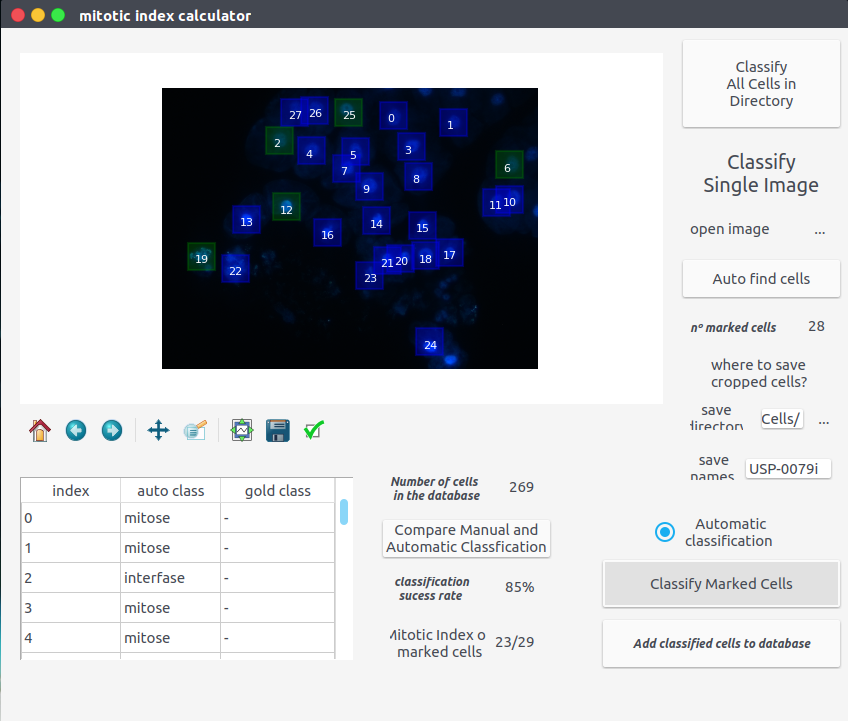 mitotic index calculator
27 26 25 0 1
2 4 5 3
7 6
9 8
11 10
12
13 14 15
16
19 21 20 18 17
22 23
24
Classify
All Cells in
Directory
Classify
Single Image
open image ...
Auto find cells
nº marked cells 28
where to save
cropped cells?
save
directory Cells/ ...
save
names USP-0079i
Automatic
classification
Classify Marked Cells
Add classified cells to database
index auto class gold class
0 mitose -
1 mitose -
2 interfase -
3 mitose -
4 mitose -
Number of cells
in the database 269
Compare Manual and
Automatic Classfication
classification
sucess rate 85%
Mitotic Index o
marked cells 23/29